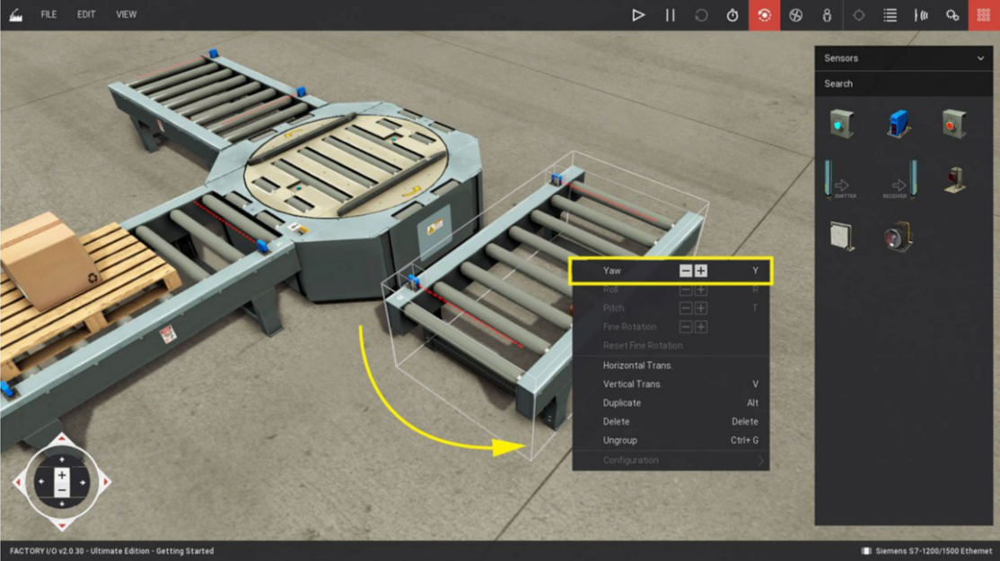 FILE EDIT VIEW
Sensors
Search
EMITTER
RECEIVER
Yaw Y
Roll R
Pitch T
Fine Rotation
Reset Fine Rotation
Horizontal Trans.
Vertical Trans. V
Duplicate Alt
Delete Delete
Ungroup Ctrl+ G
Configuration
FACTORY I/O v2.0.30 - Ultimate Edition - Getting Started
Siemens S7-1200/1500 Ethernet